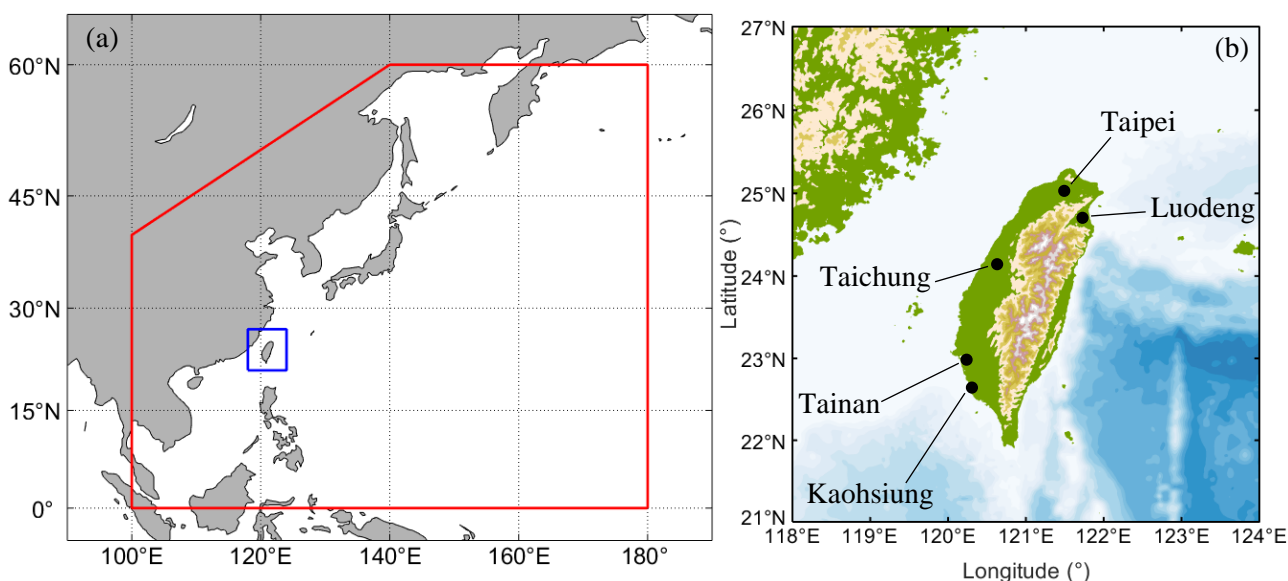 (a)
60°N
45°N
30°N
15°N
0°
100°E
120°E
140°E
160°E
180°
(b)
27°N
26°N
25°N
24°N
23°N
22°N
21°N
Latitude (°)
Taipei
Luodeng
Taichung
Tainan
Kaohsiung
118°E
119°E
120°E
121°E
122°E
123°E
124°E
Longitude (°)